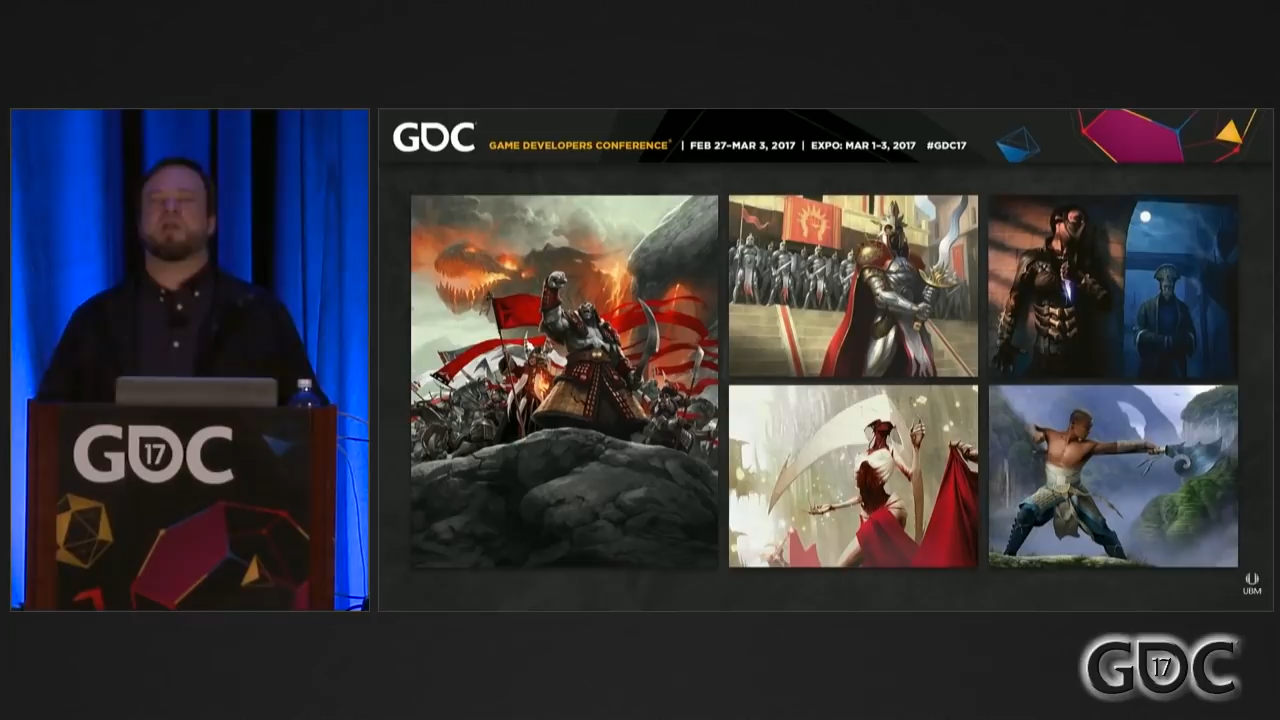 GDC GAME DEVELOPERS CONFERENCE® | FEB 27–MAR 3, 2017 | EXPO: MAR 1–3, 2017 #GDC17
GDC
17
UBM
GDC
17